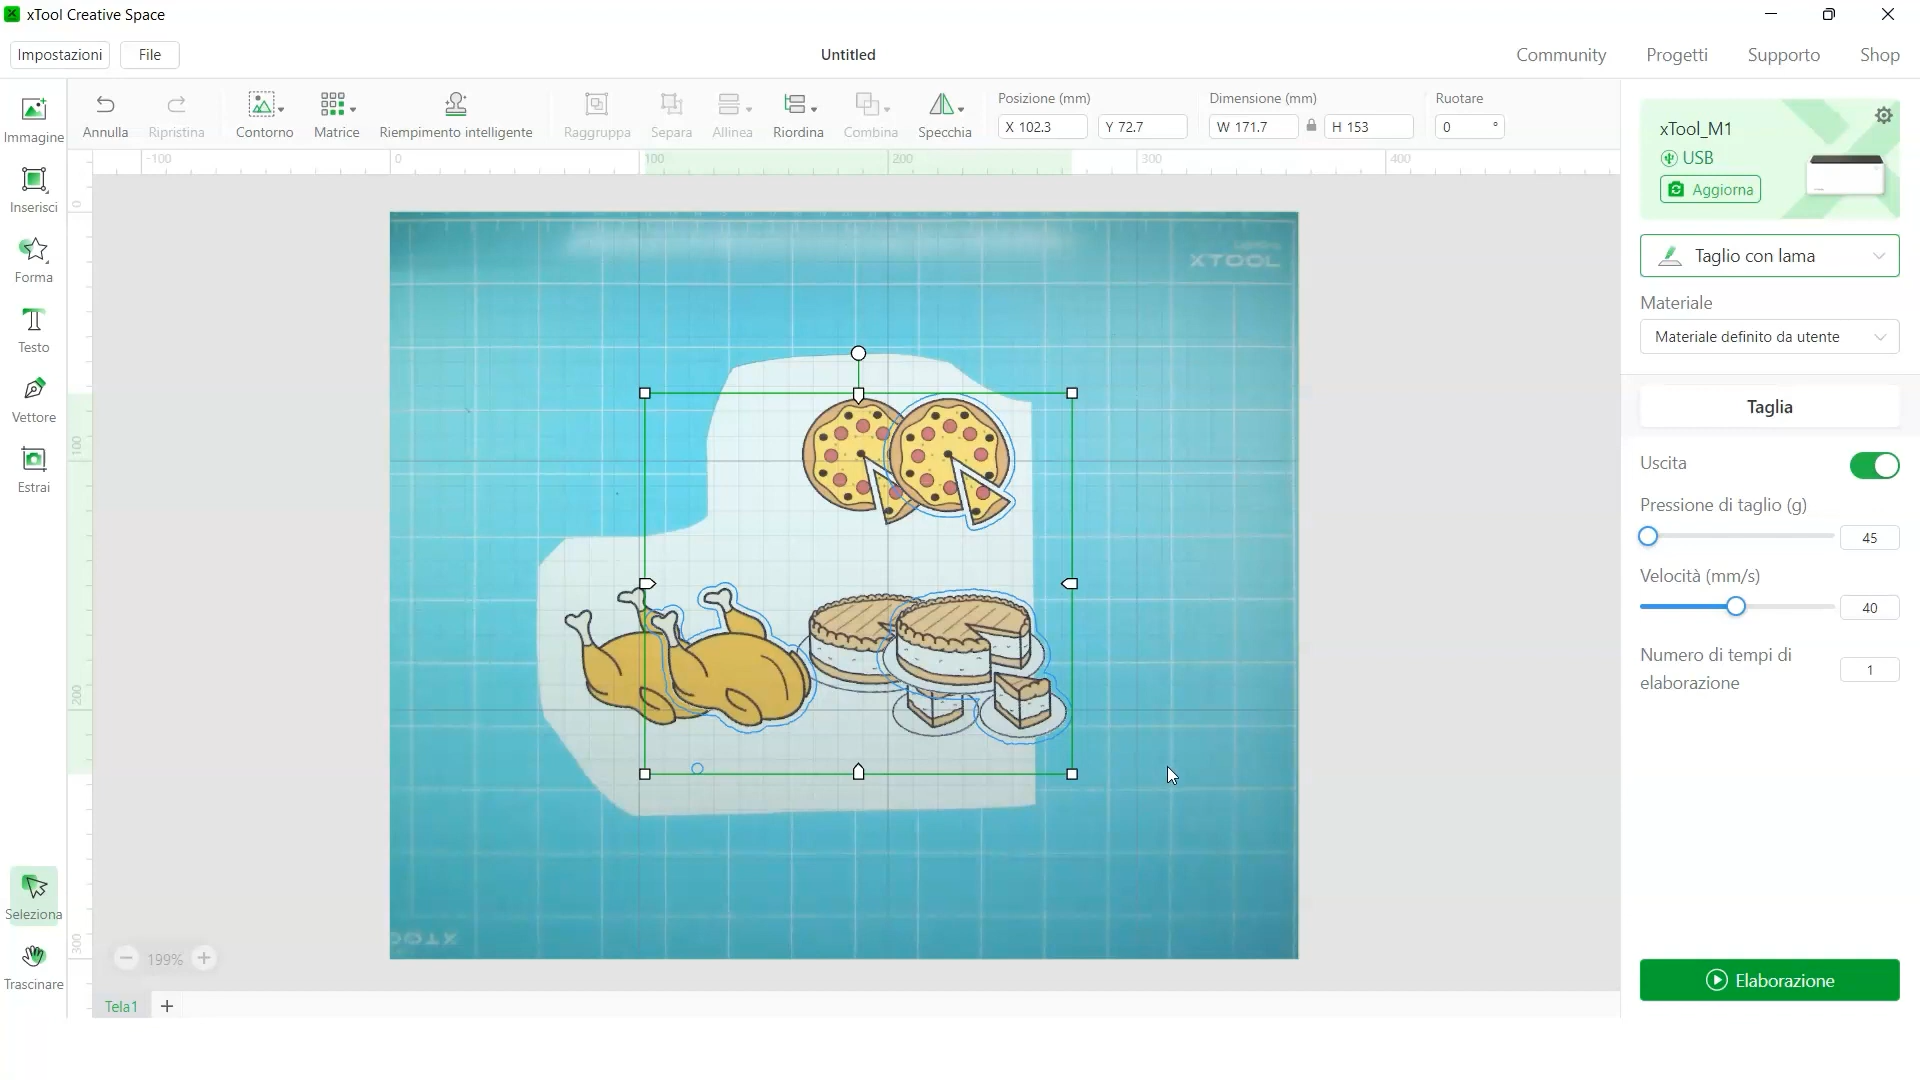 xTool Creative Space
Impostazioni
File
Untitled
Community
Progetti
Supporto
Shop
Immagine
Inserisci
Forma
Testo
Vettore
Estrai
Seleziona
Trascinare
Annulla
Ripristina
Contorno
Matrice
Riempimento intelligente
Raggruppa
Separa
Allinea
Riordina
Combina
Specchia
Posizione (mm)
X 102.3
Y 72.7
Dimensione (mm)
W 171.7
H 153
Ruotare
0 °
-100
0
100
200
300
400
0
100
200
300
XTOOL
199%
Tela1
xTool_M1
USB
Aggiorna
Taglio con lama
Materiale
Materiale definito da utente
Taglia
Uscita
Pressione di taglio (g)
45
Velocità (mm/s)
40
Numero di tempi di
elaborazione
1
Elaborazione